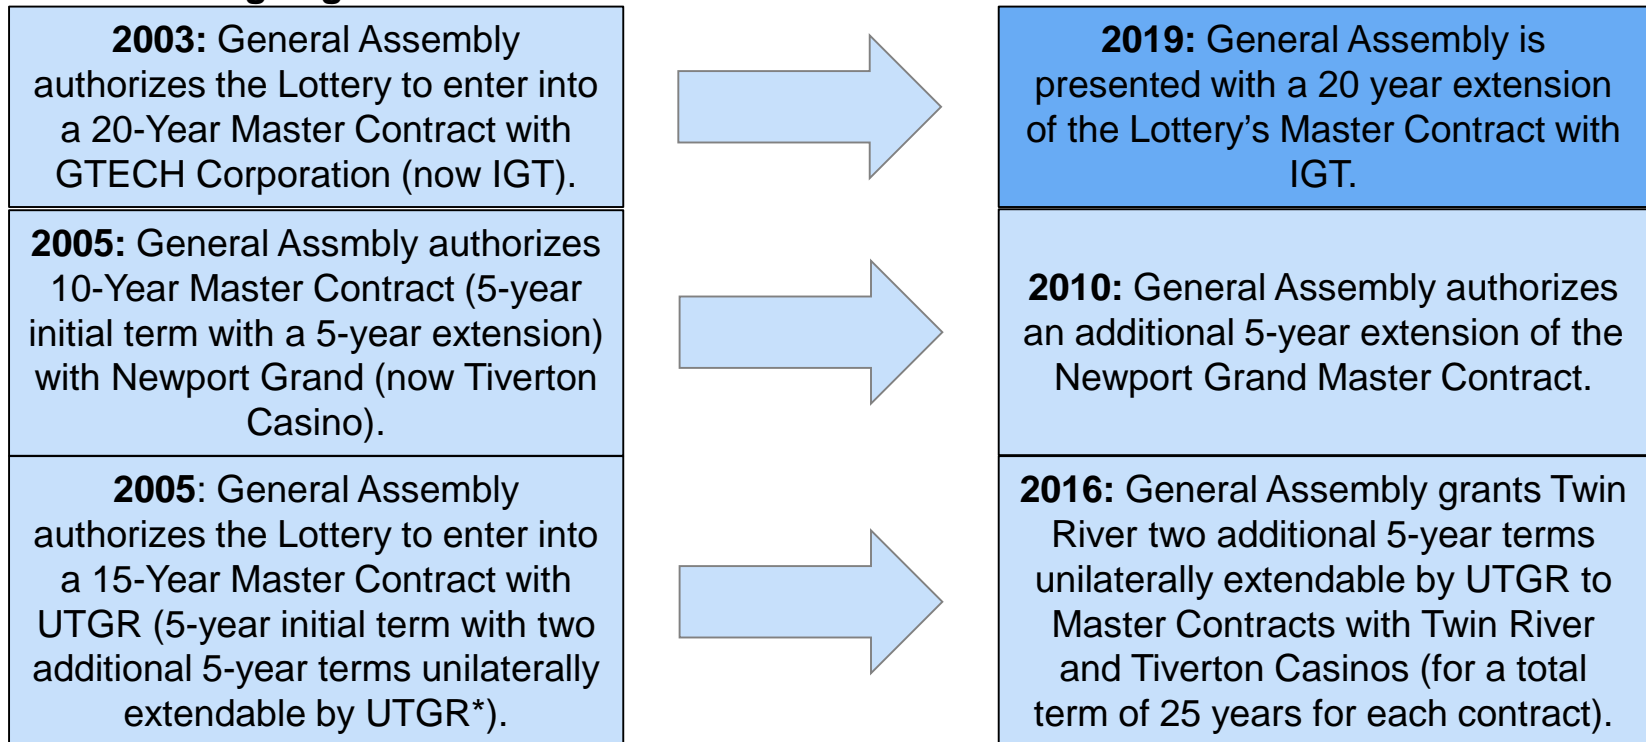 2003: General Assembly
authorizes the Lottery to enter into
a 20-Year Master Contract with
GTECH Corporation (now IGT).
2019: General Assembly is
presented with a 20 year extension
of the Lottery’s Master Contract with
IGT.
2005: General Assmbly authorizes
10-Year Master Contract (5-year
initial term with a 5-year extension)
with Newport Grand (now Tiverton
Casino).
2010: General Assembly authorizes
an additional 5-year extension of the
Newport Grand Master Contract.
2005: General Assembly
authorizes the Lottery to enter into
a 15-Year Master Contract with
UTGR (5-year initial term with two
additional 5-year terms unilaterally
extendable by UTGR*).
2016: General Assembly grants Twin
River two additional 5-year terms
unilaterally extendable by UTGR to
Master Contracts with Twin River
and Tiverton Casinos (for a total
term of 25 years for each contract).